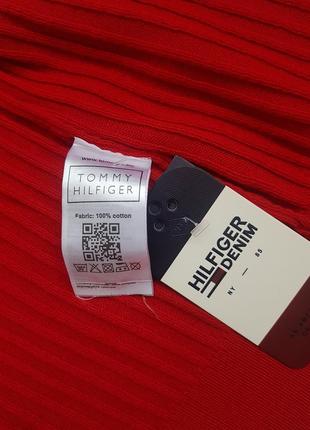 TOMMY
HILFIGER
Fabric: 100% cotton
HILFIGER
DENIM
NY — 85